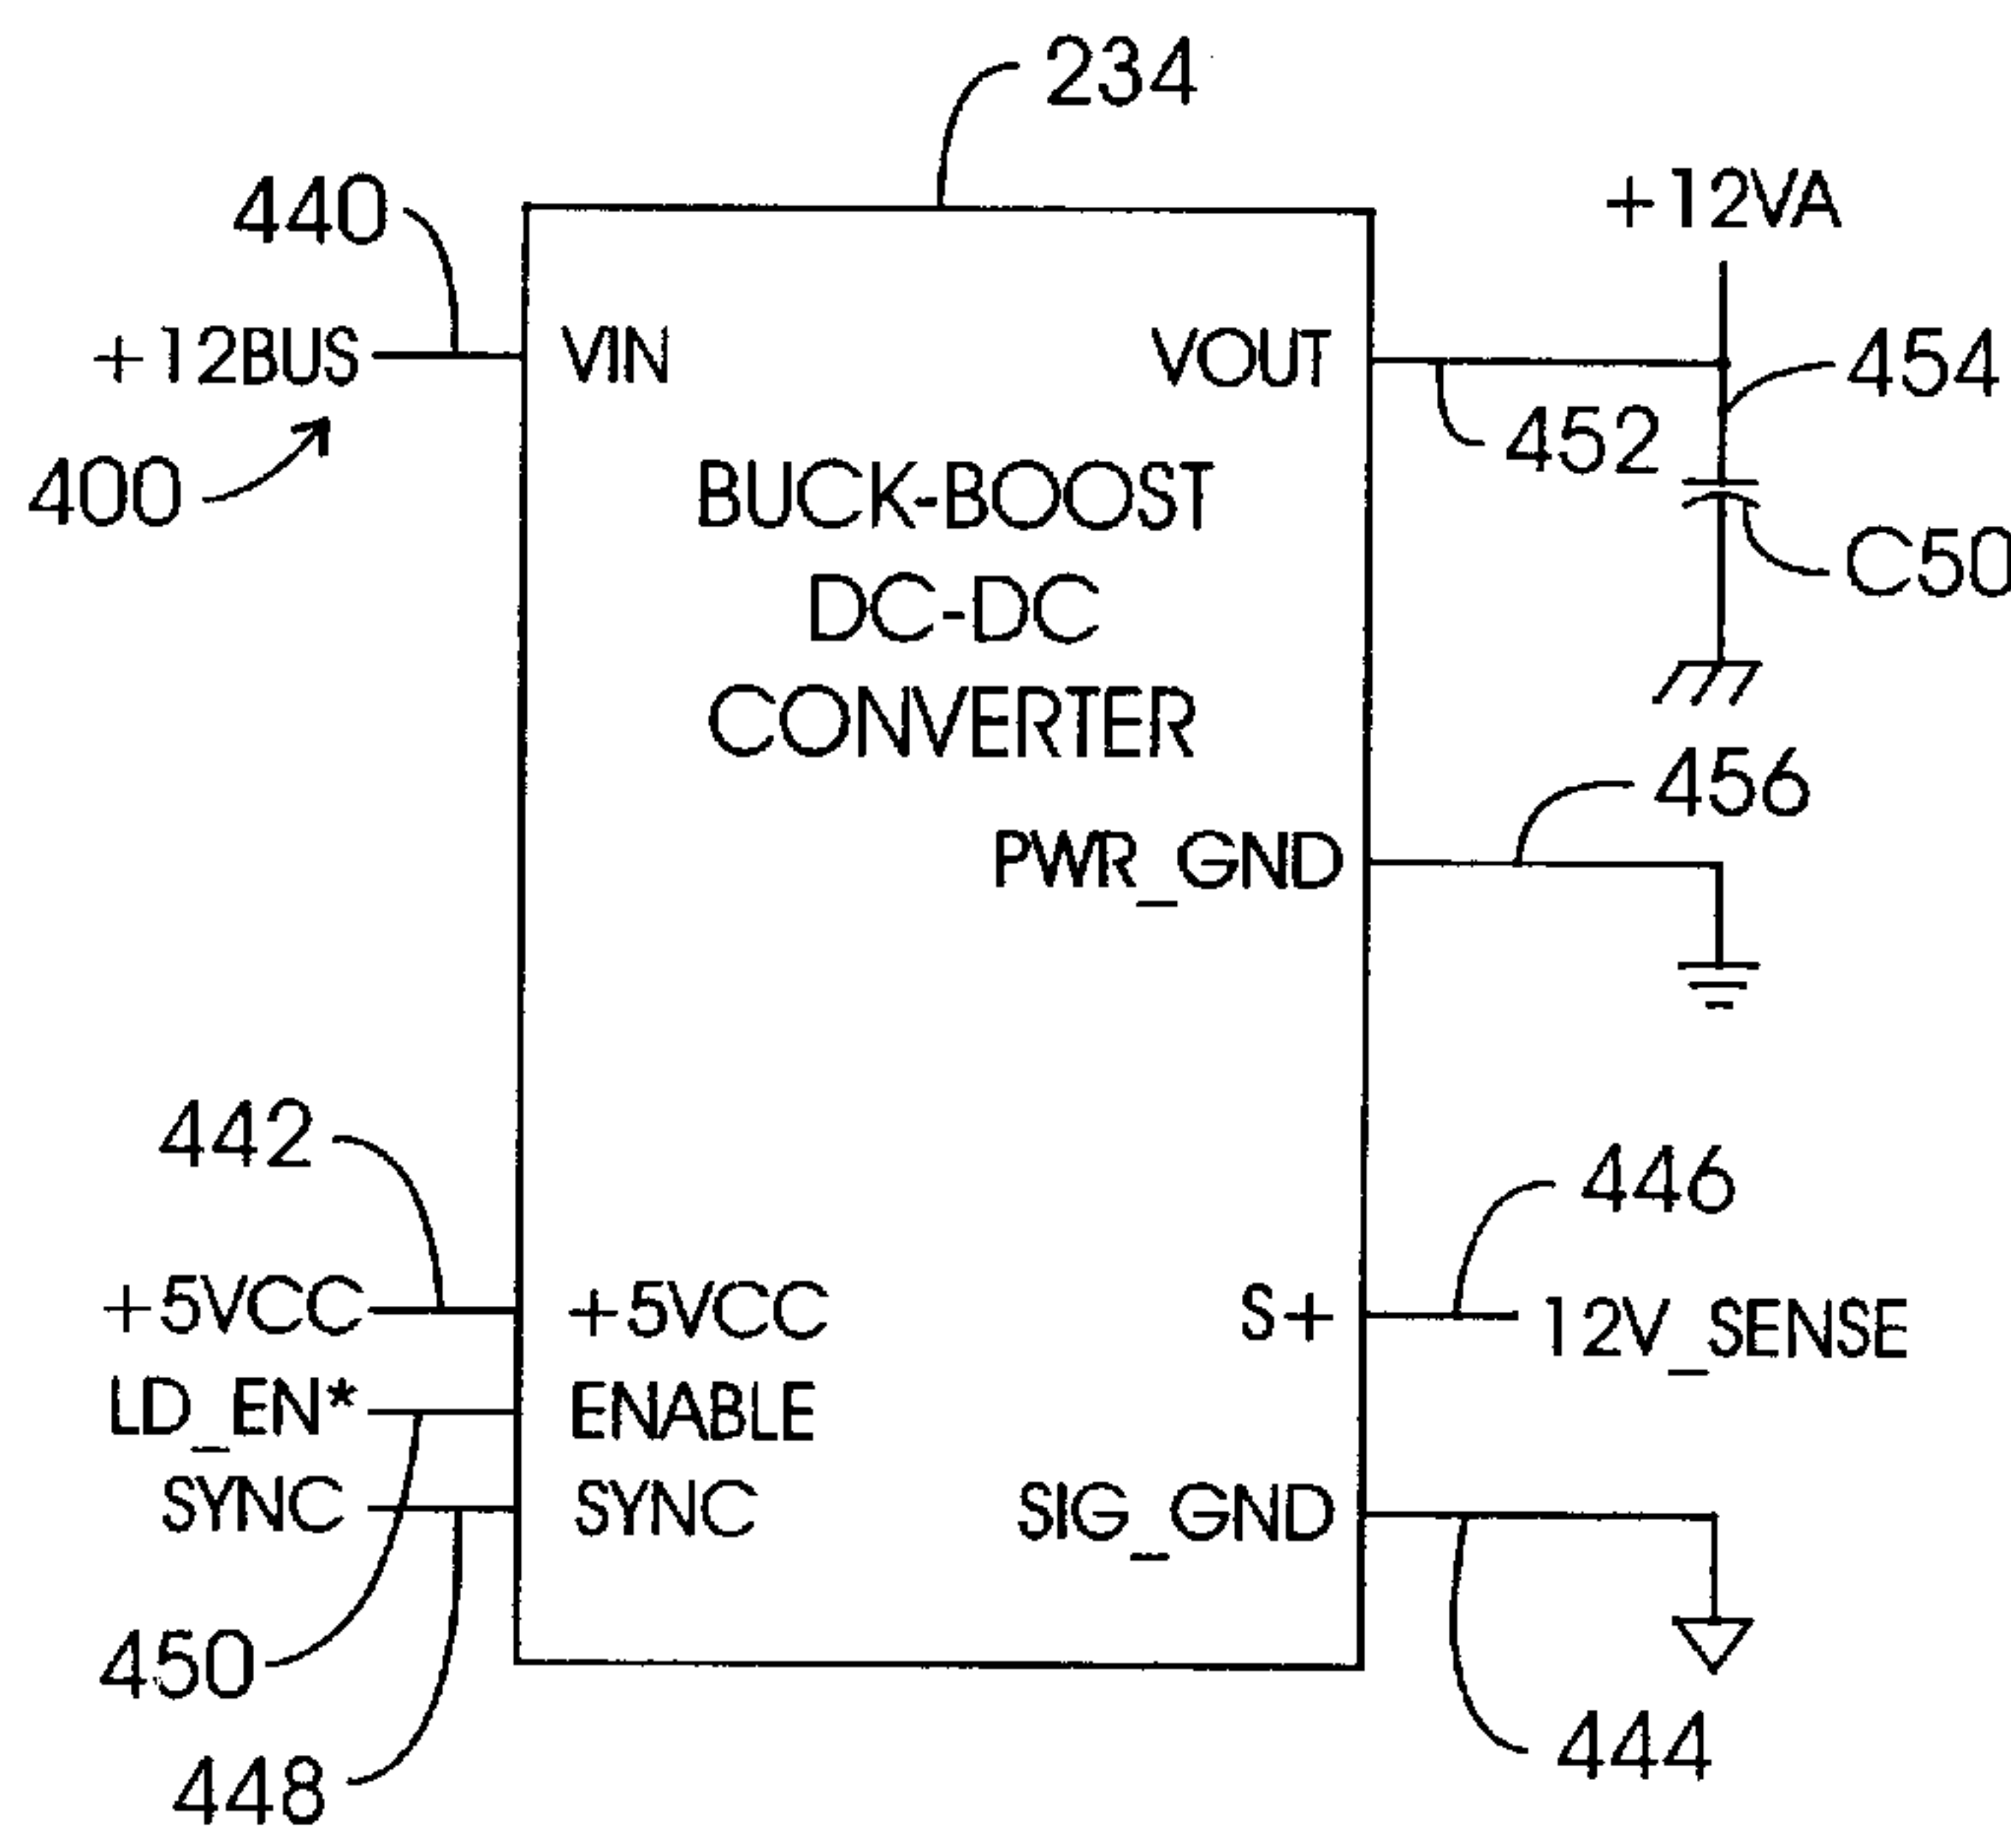 234
440
+12VA
+12BUS
VIN
VOUT
454
400
452
BUCK-BOOST
DC-DC
CONVERTER
C50
456
PWR_GND
442
446
+5VCC
+5VCC
S+
12V_SENSE
LD_EN*
ENABLE
SYNC
SYNC
SIG_GND
450
444
448